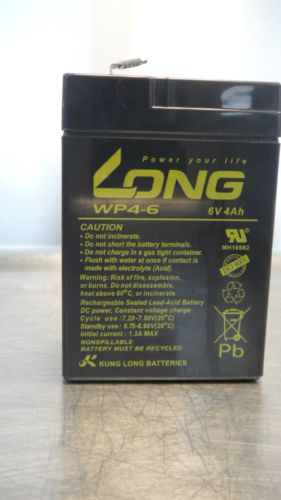 Power your life
LONG
WP4-6
6V 4Ah
CAUTION
• Do not incinerate.
• Do not short the battery terminals.
• Do not charge in a gas tight container.
• Flush with water at once if contact is
made with electrolyte (Acid).
MH16982
ISO 9001
Warning: Risk of fire, explosion,
or burns. Do not disassemble,
heat above 60°C, or incinerate.
Rechargeable Sealed Lead-Acid Battery
DC power, Constant voltage charge
Cycle use : 7.20-7.50V(20°C)
Standby use : 6.75-6.90V(20°C)
Initial current : 1.2A MAX
NONSPILLABLE
BATTERY MUST BE RECYCLED
Pb
KUNG LONG BATTERIES